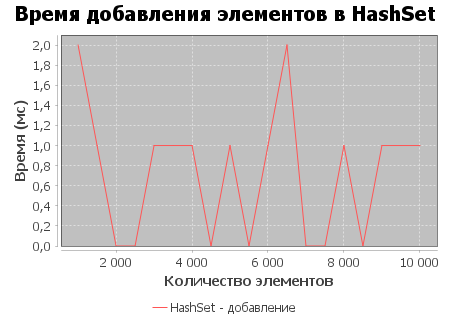 Время добавления элементов в HashSet
Время (мс)
2,0
1,8
1,6
1,4
1,2
1,0
0,8
0,6
0,4
0,2
0,0
2 000 4 000 6 000 8 000 10 000
Количество элементов
HashSet - добавление